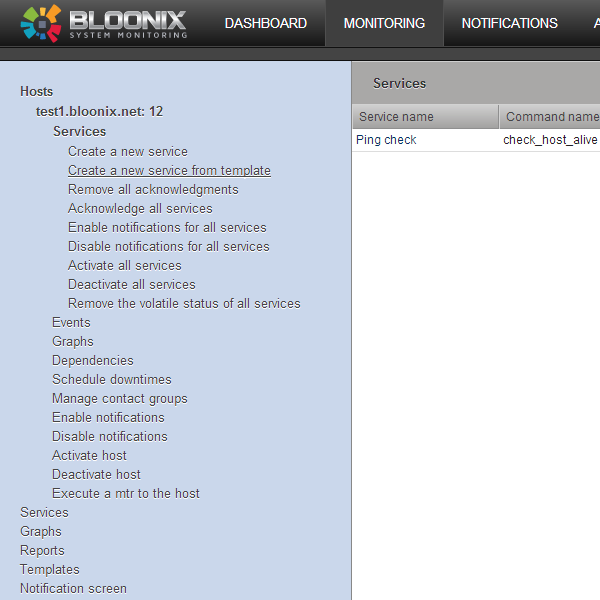 BLOONIX
SYSTEM MONITORING
DASHBOARD
MONITORING
NOTIFICATIONS
A
Hosts
test1.bloonix.net: 12
Services
Create a new service
Create a new service from template
Remove all acknowledgments
Acknowledge all services
Enable notifications for all services
Disable notifications for all services
Activate all services
Deactivate all services
Remove the volatile status of all services
Events
Graphs
Dependencies
Schedule downtimes
Manage contact groups
Enable notifications
Disable notifications
Activate host
Deactivate host
Execute a mtr to the host
Services
Graphs
Reports
Templates
Notification screen
Services
Service name
Command name
Ping check
check_host_alive